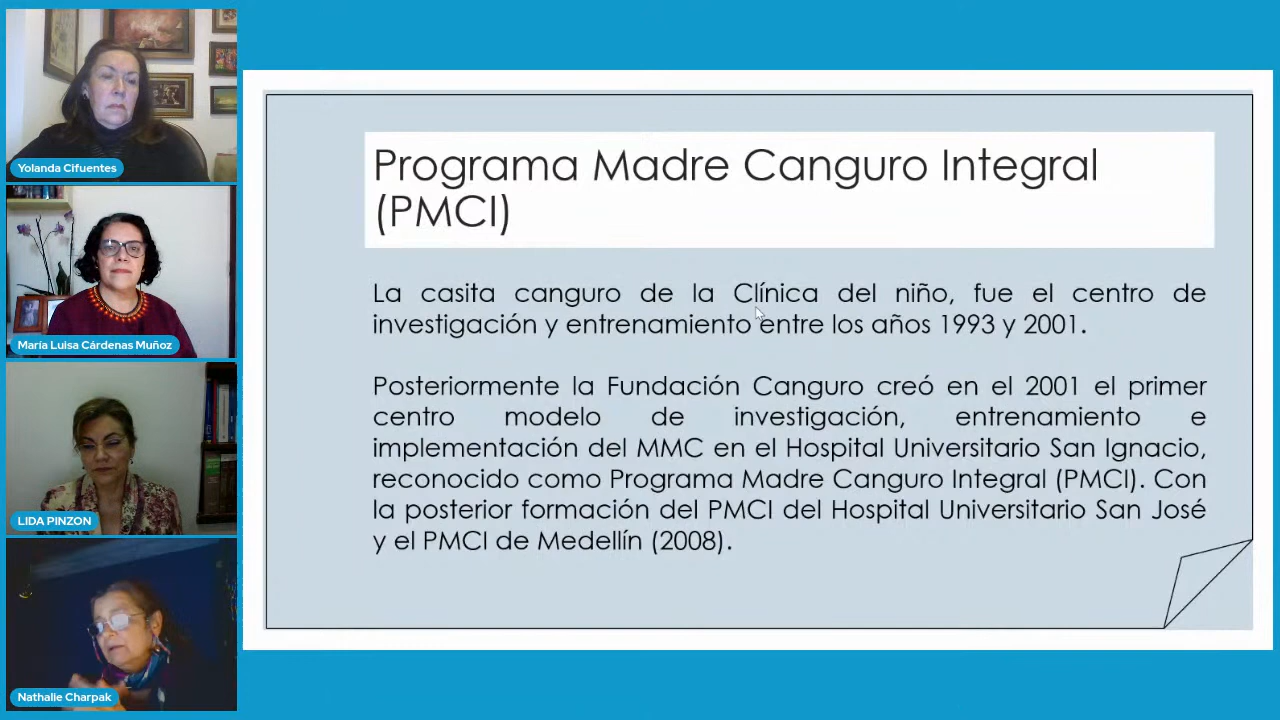 Yolanda Cifuentes
María Luisa Cárdenas Muñoz
LIDA PINZON
Nathalie Charpak
Programa Madre Canguro Integral
(PMCI)
La casita canguro de la Clínica del niño, fue el centro de
investigación y entrenamiento entre los años 1993 y 2001.
Posteriormente la Fundación Canguro creó en el 2001 el primer
centro modelo de investigación, entrenamiento e
implementación del MMC en el Hospital Universitario San Ignacio,
reconocido como Programa Madre Canguro Integral (PMCI). Con
la posterior formación del PMCI del Hospital Universitario San José
y el PMCI de Medellín (2008).